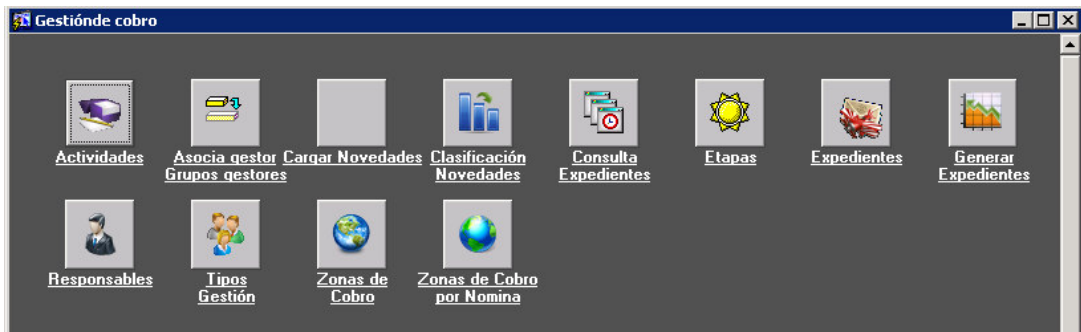 Gestiónde cobro
Actividades
Asocia gestor
Grupos gestores
Cargar Novedades
Clasificación
Novedades
Consulta
Expedientes
Etapas
Expedientes
Generar
Expedientes
Responsables
Tipos
Gestión
Zonas de
Cobro
Zonas de Cobro
por Nomina